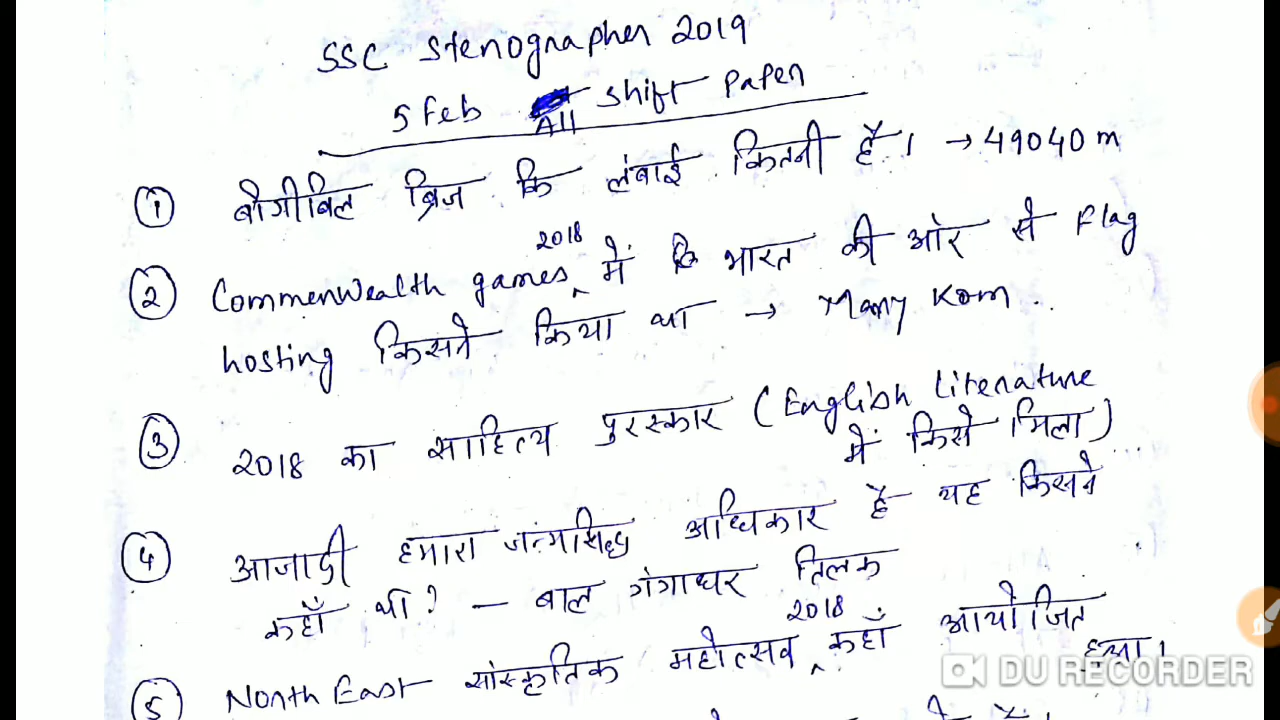 SSC Stenographer 2019
5 Feb All Shift Paper
① बोगीबिल ब्रिज कि लंबाई कितनी है। → 49040 m
② Commenwealth games 2018 में कि भारत की ओर से Flag
hosting किसने किया था → Mary Kom .
③ 2018 का साहित्य पुरस्कार (English literature
में किसे मिला)
④ आजादी हमारा जन्मसिद्ध अधिकार है यह किसने
कहाँ था? – बाल गंगाधर तिलक
⑤ North East सांस्कृतिक महोत्सव 2018 कहाँ आयोजित
हुआ।
DU RECORDER